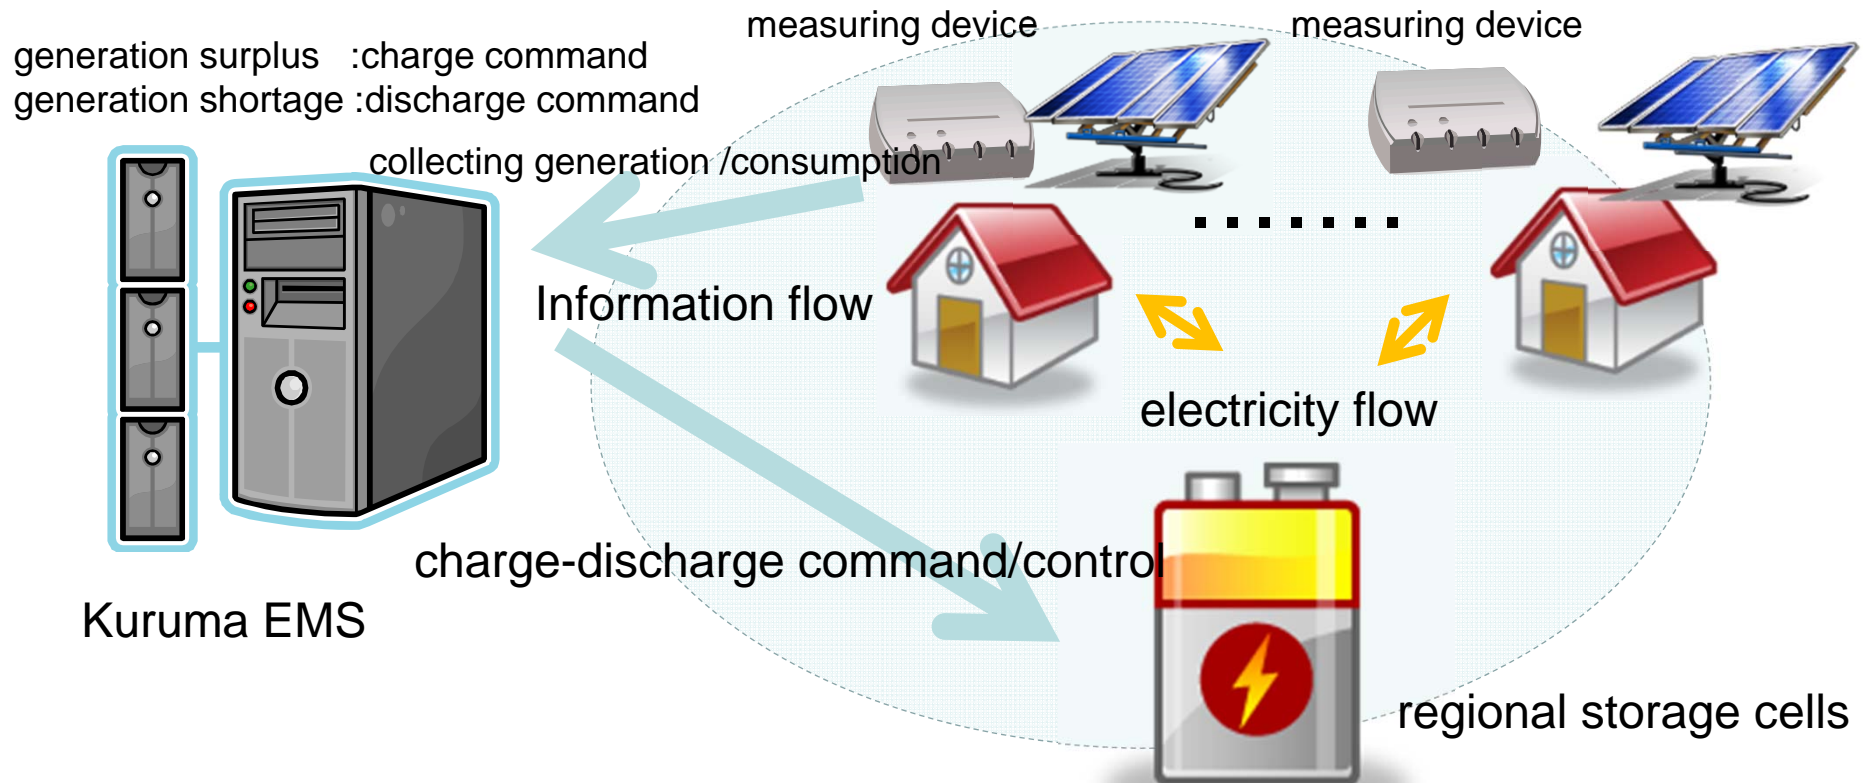 measuring device
measuring device
generation surplus :charge command
generation shortage :discharge command
collecting generation /consumption
Information flow
electricity flow
charge-discharge command/control
Kuruma EMS
regional storage cells